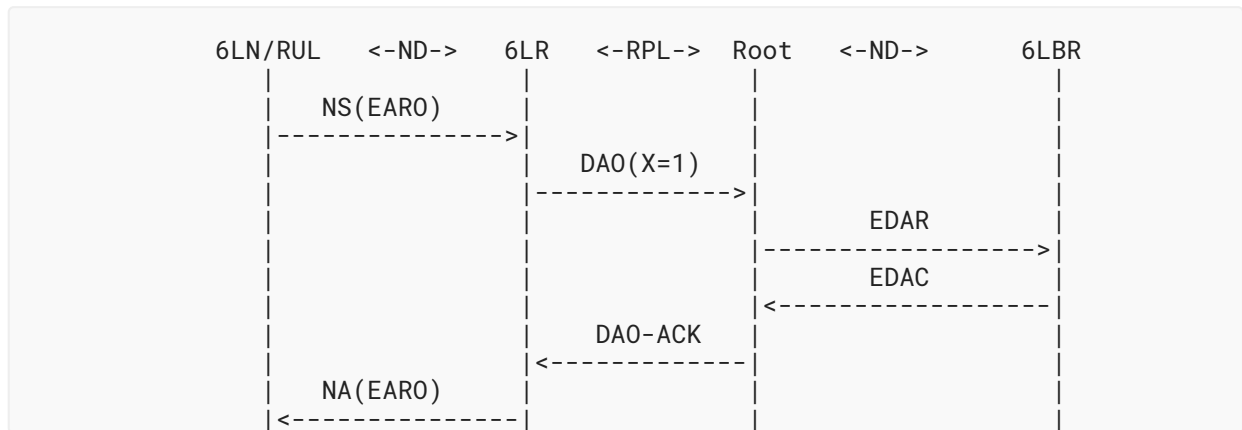 6LN/RUL <-ND-> 6LR <-RPL-> Root <-ND-> 6LBR
NS(EARO)
DAO(X=1)
EDAR
EDAC
DAO-ACK
NA(EARO)